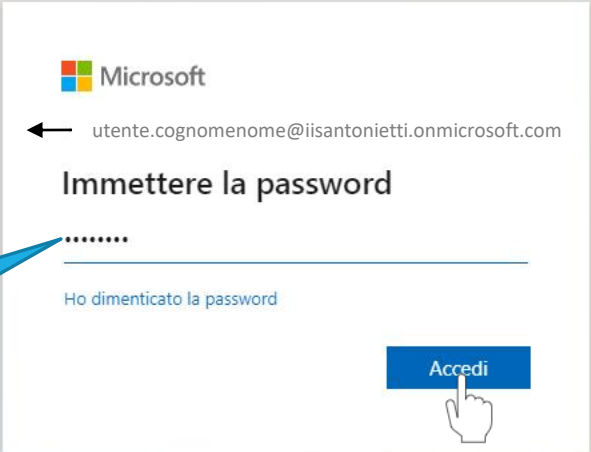 Microsoft
utente.cognomenome@iisantonietti.onmicrosoft.com
Immettere la password
••••••••
Ho dimenticato la password
Accedi